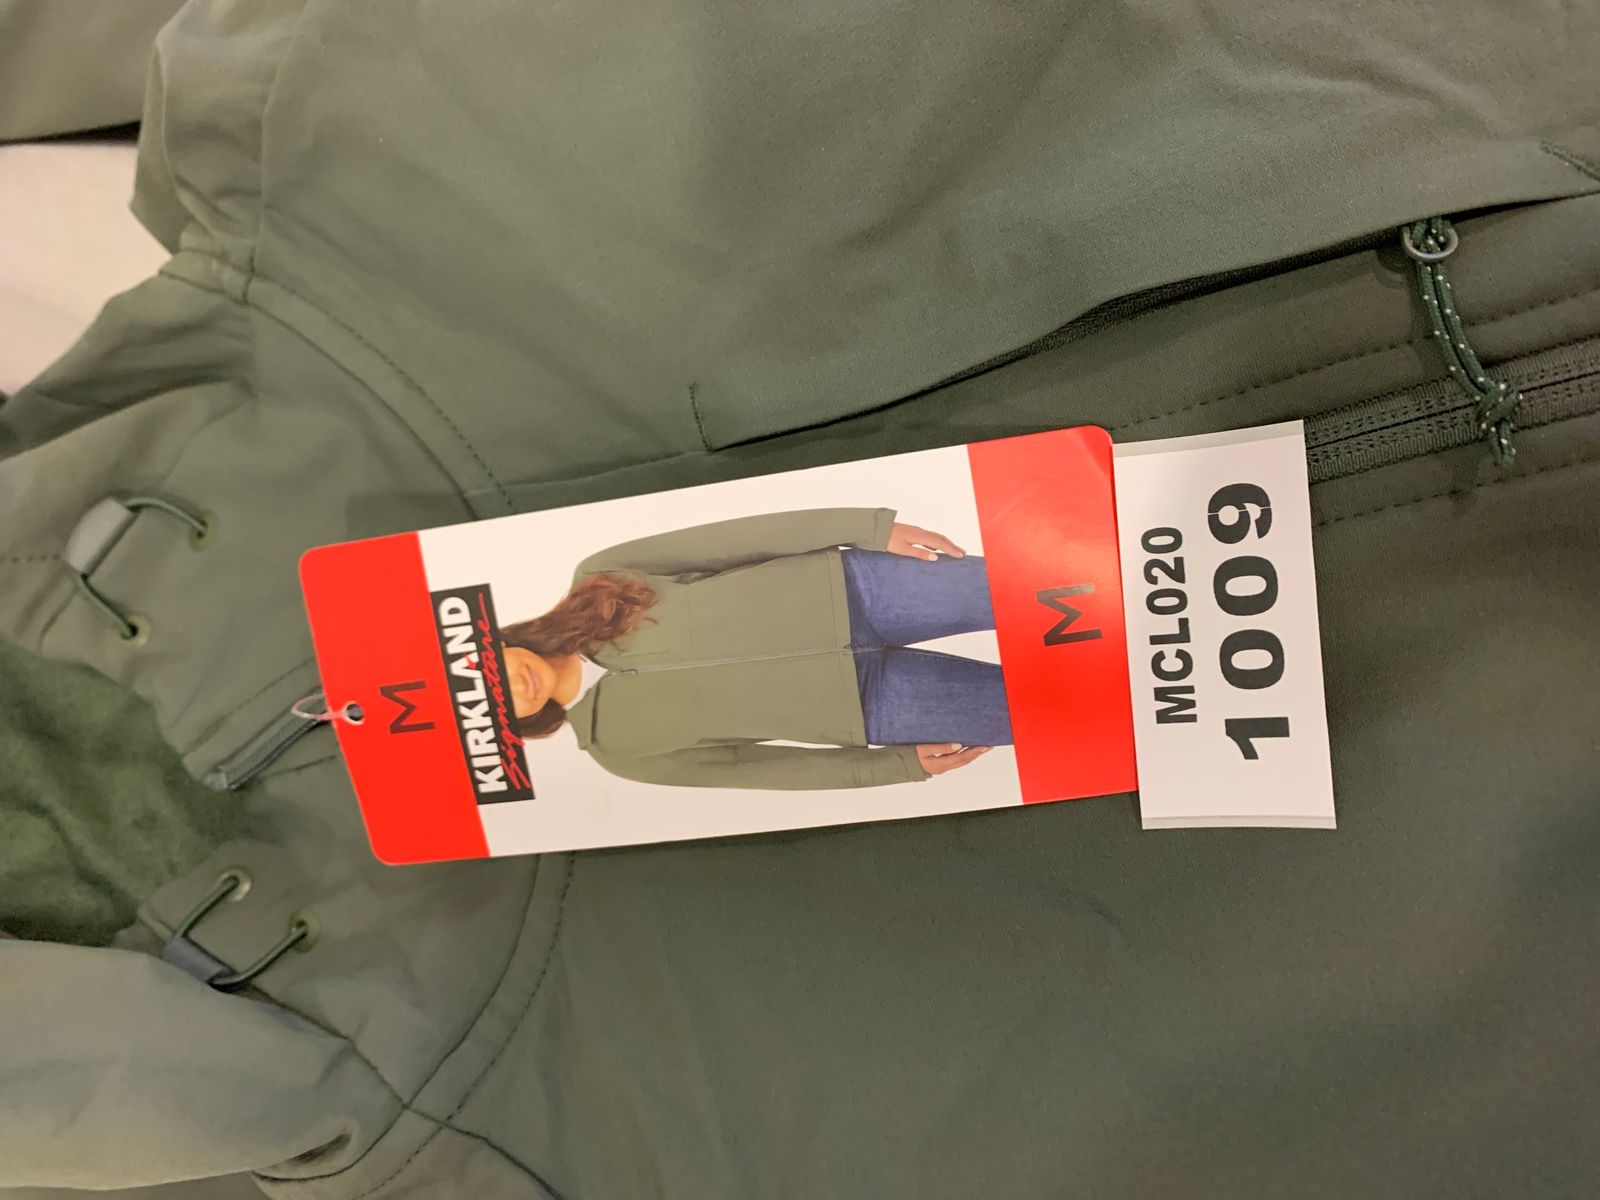 M
KIRKLAND
Signature
M
MCL020
1009